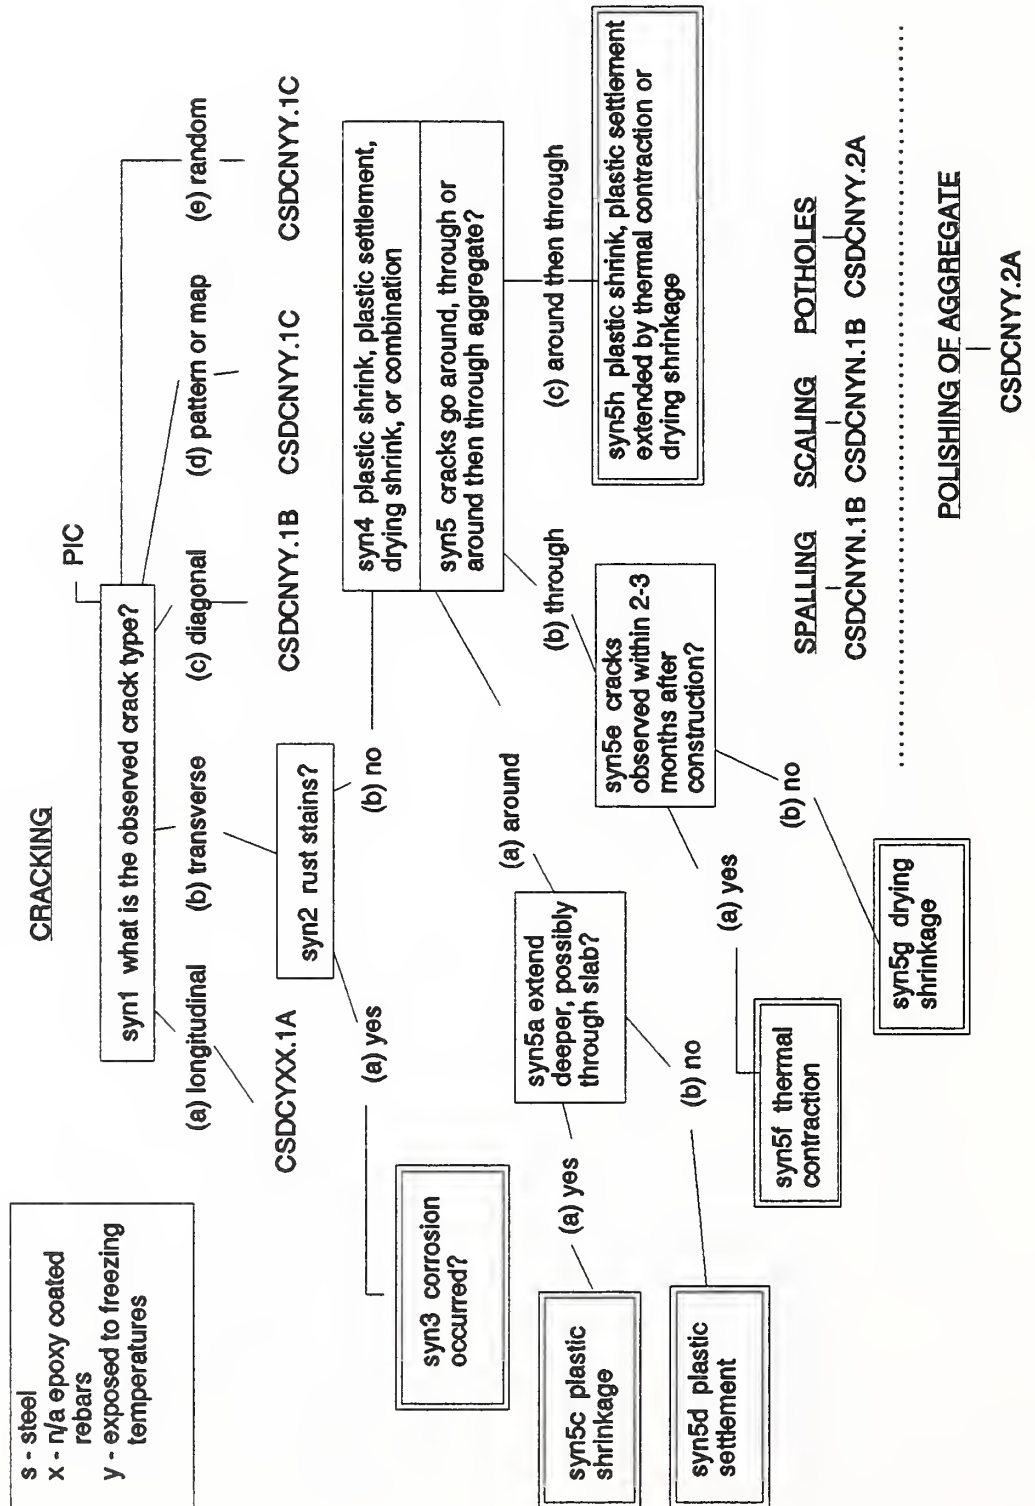 s - steel
x - n/a epoxy coated
rebars
y - exposed to freezing
temperatures
CRACKING
PIC
syn1 what is the observed crack type?
(a) longitudinal
(b) transverse
(c) diagonal
(d) pattern or map
(e) random
CSDCYXX.1A
CSDCNYY.1B
CSDCNYY.1C
CSDCNYY.1C
syn2 rust stains?
(a) yes
(b) no
syn3 corrosion
occurred?
syn4 plastic shrink, plastic settlement,
drying shrink, or combination
syn5 cracks go around, through or
around then through aggregate?
(a) around
(b) through
(c) around then through
syn5a extend
deeper, possibly
through slab?
(a) yes
(b) no
syn5c plastic
shrinkage
syn5d plastic
settlement
syn5e cracks
observed within 2-3
months after
construction?
(a) yes
(b) no
syn5f thermal
contraction
syn5g drying
shrinkage
syn5h plastic shrink, plastic settlement
extended by thermal contraction or
drying shrinkage
SPALLING
SCALING
POTHOLES
CSDCNYN.1B
CSDCNYN.1B
CSDCNYY.2A
POLISHING OF AGGREGATE
CSDCNYY.2A